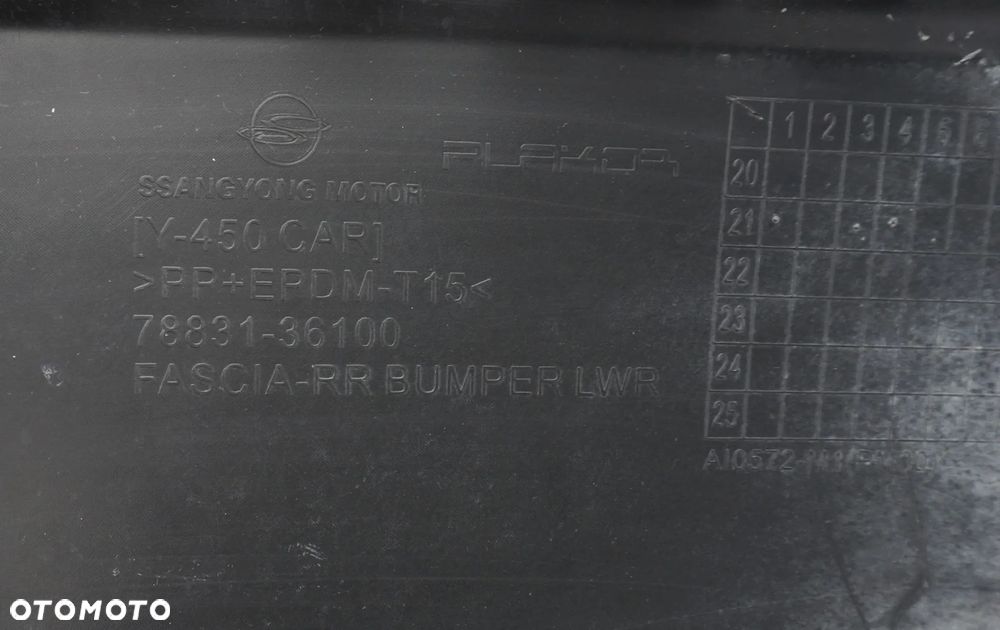 PLAKOR
SSANGYONG MOTOR
[Y-450 CAR]
>PP+EPDM-T15<
78831-36100
FASCIA-RR BUMPER LWR
1 2 3 4 5 6
20
21
22
23
24
25
OTOMOTO